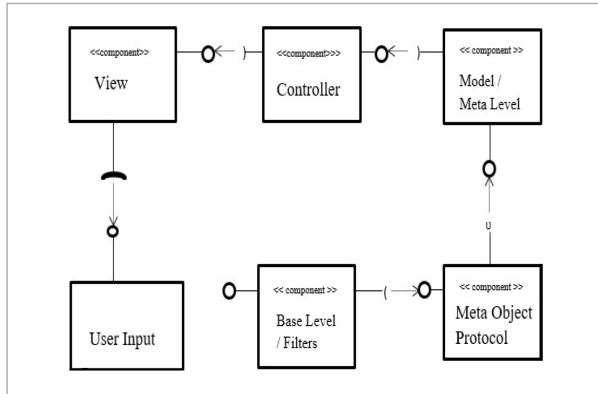 <<component>>
View
<<component>>>
Controller
<< component >>
Model /
Meta Level
User Input
<< component >>
Base Level
/ Filters
<< component >>
Meta Object
Protocol